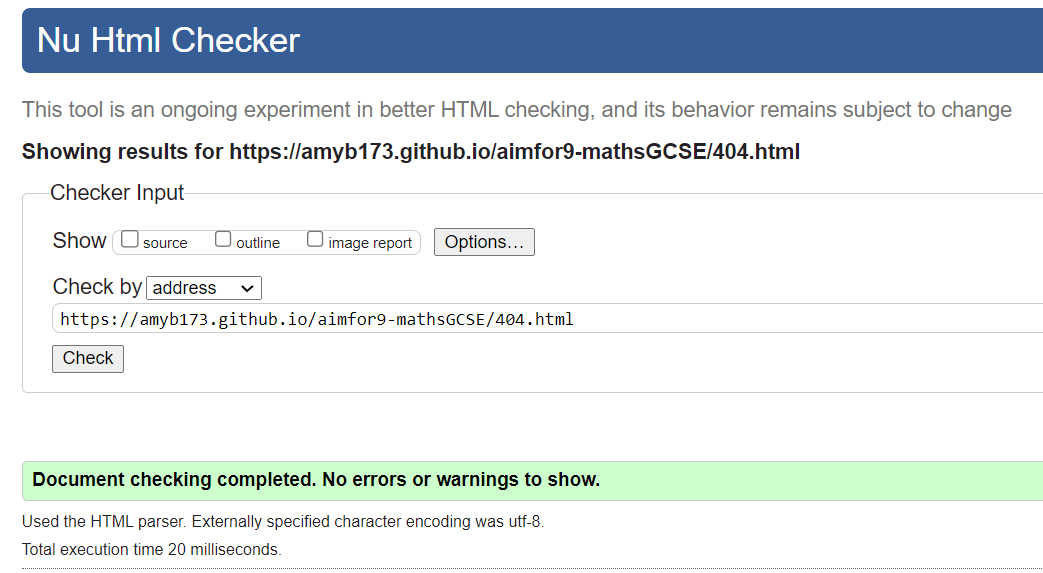 Nu Html Checker
This tool is an ongoing experiment in better HTML checking, and its behavior remains subject to change
Showing results for https://amyb173.github.io/aimfor9-mathsGCSE/404.html
Checker Input
Show source outline image report Options...
Check by address
https://amyb173.github.io/aimfor9-mathsGCSE/404.html
Check
Document checking completed. No errors or warnings to show.
Used the HTML parser. Externally specified character encoding was utf-8.
Total execution time 20 milliseconds.